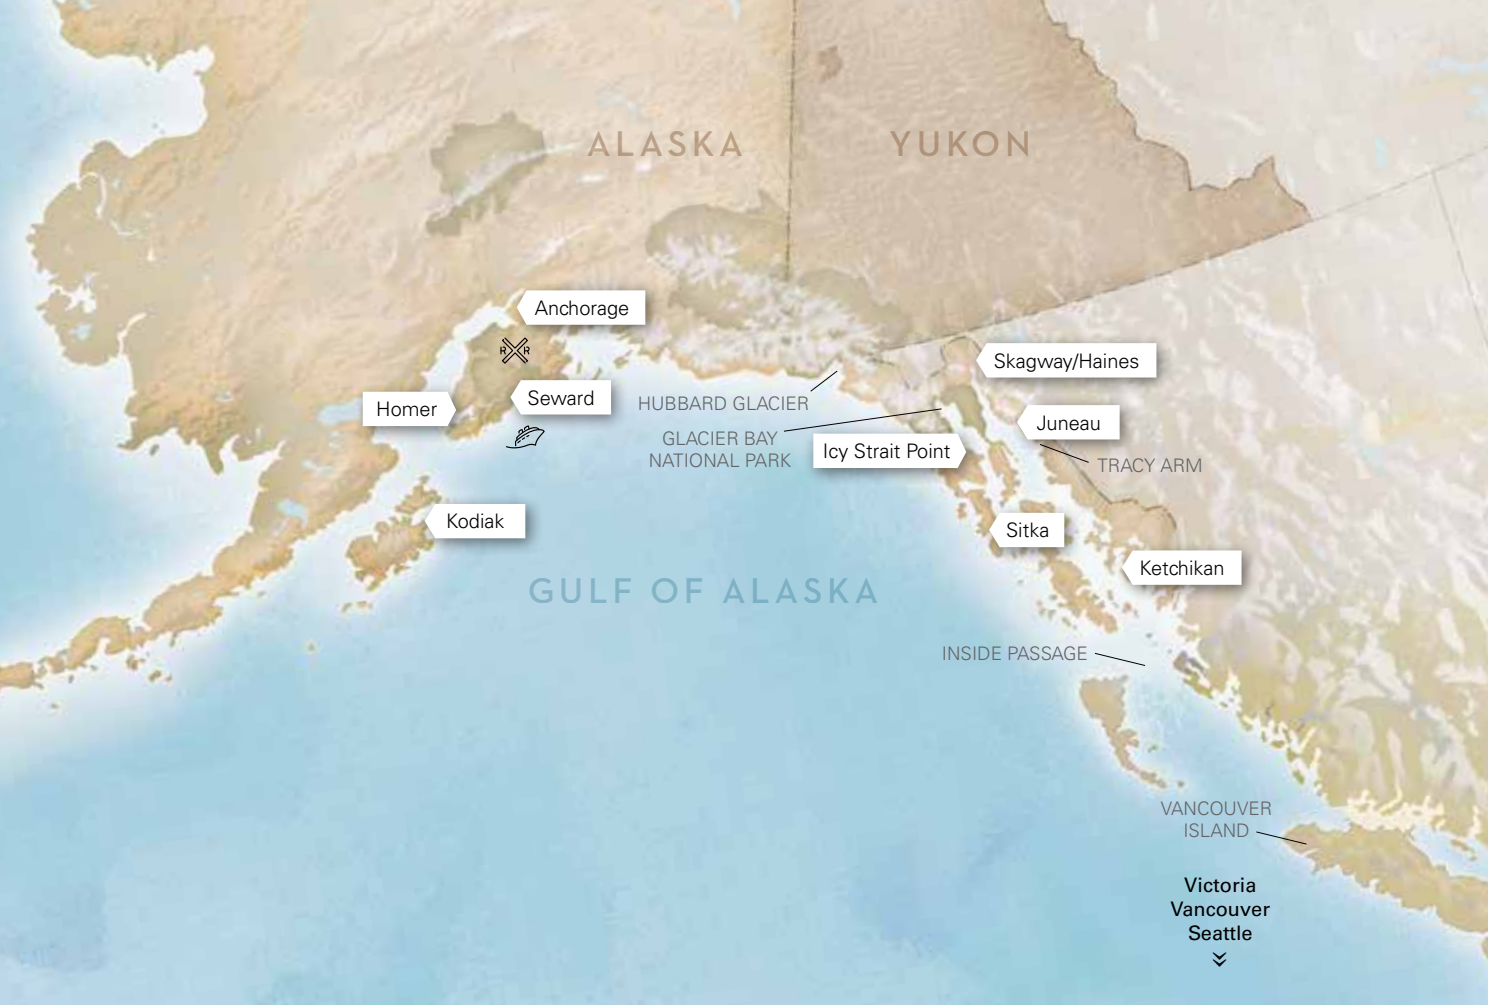 ALASKA
YUKON
Anchorage
R R
Skagway/Haines
Seward
Homer
HUBBARD GLACIER
Juneau
GLACIER BAY
NATIONAL PARK
Icy Strait Point
TRACY ARM
Kodiak
Sitka
Ketchikan
GULF OF ALASKA
INSIDE PASSAGE
VANCOUVER
ISLAND
Victoria
Vancouver
Seattle